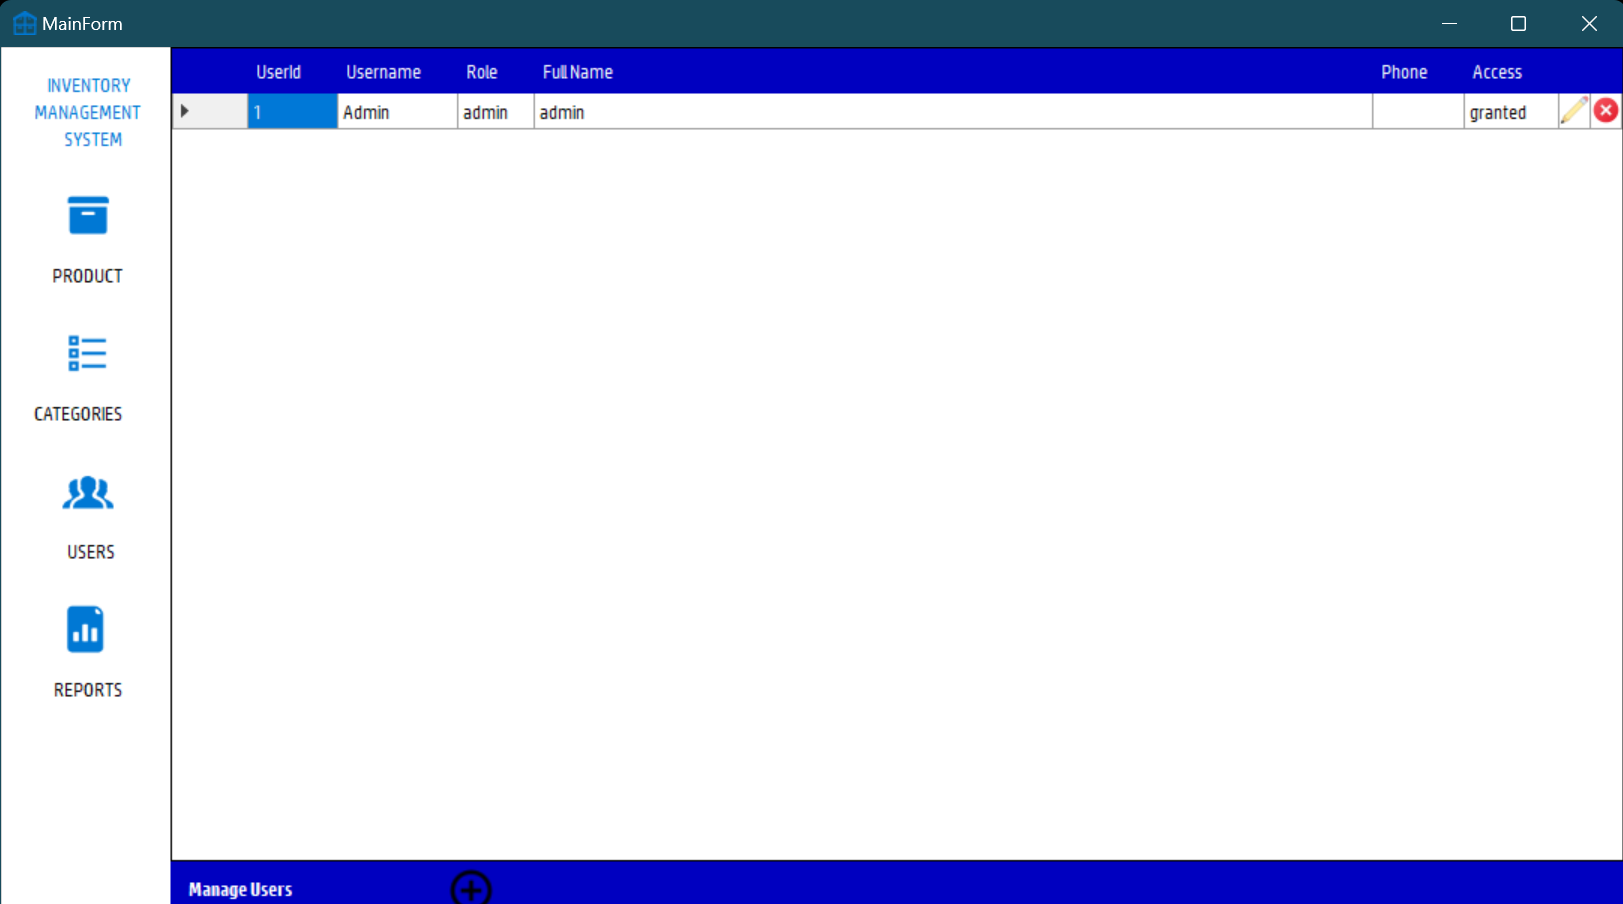 MainForm
INVENTORY
MANAGEMENT
SYSTEM
PRODUCT
CATEGORIES
USERS
REPORTS
UserId Username Role Full Name Phone Access
1 Admin admin admin granted
Manage Users